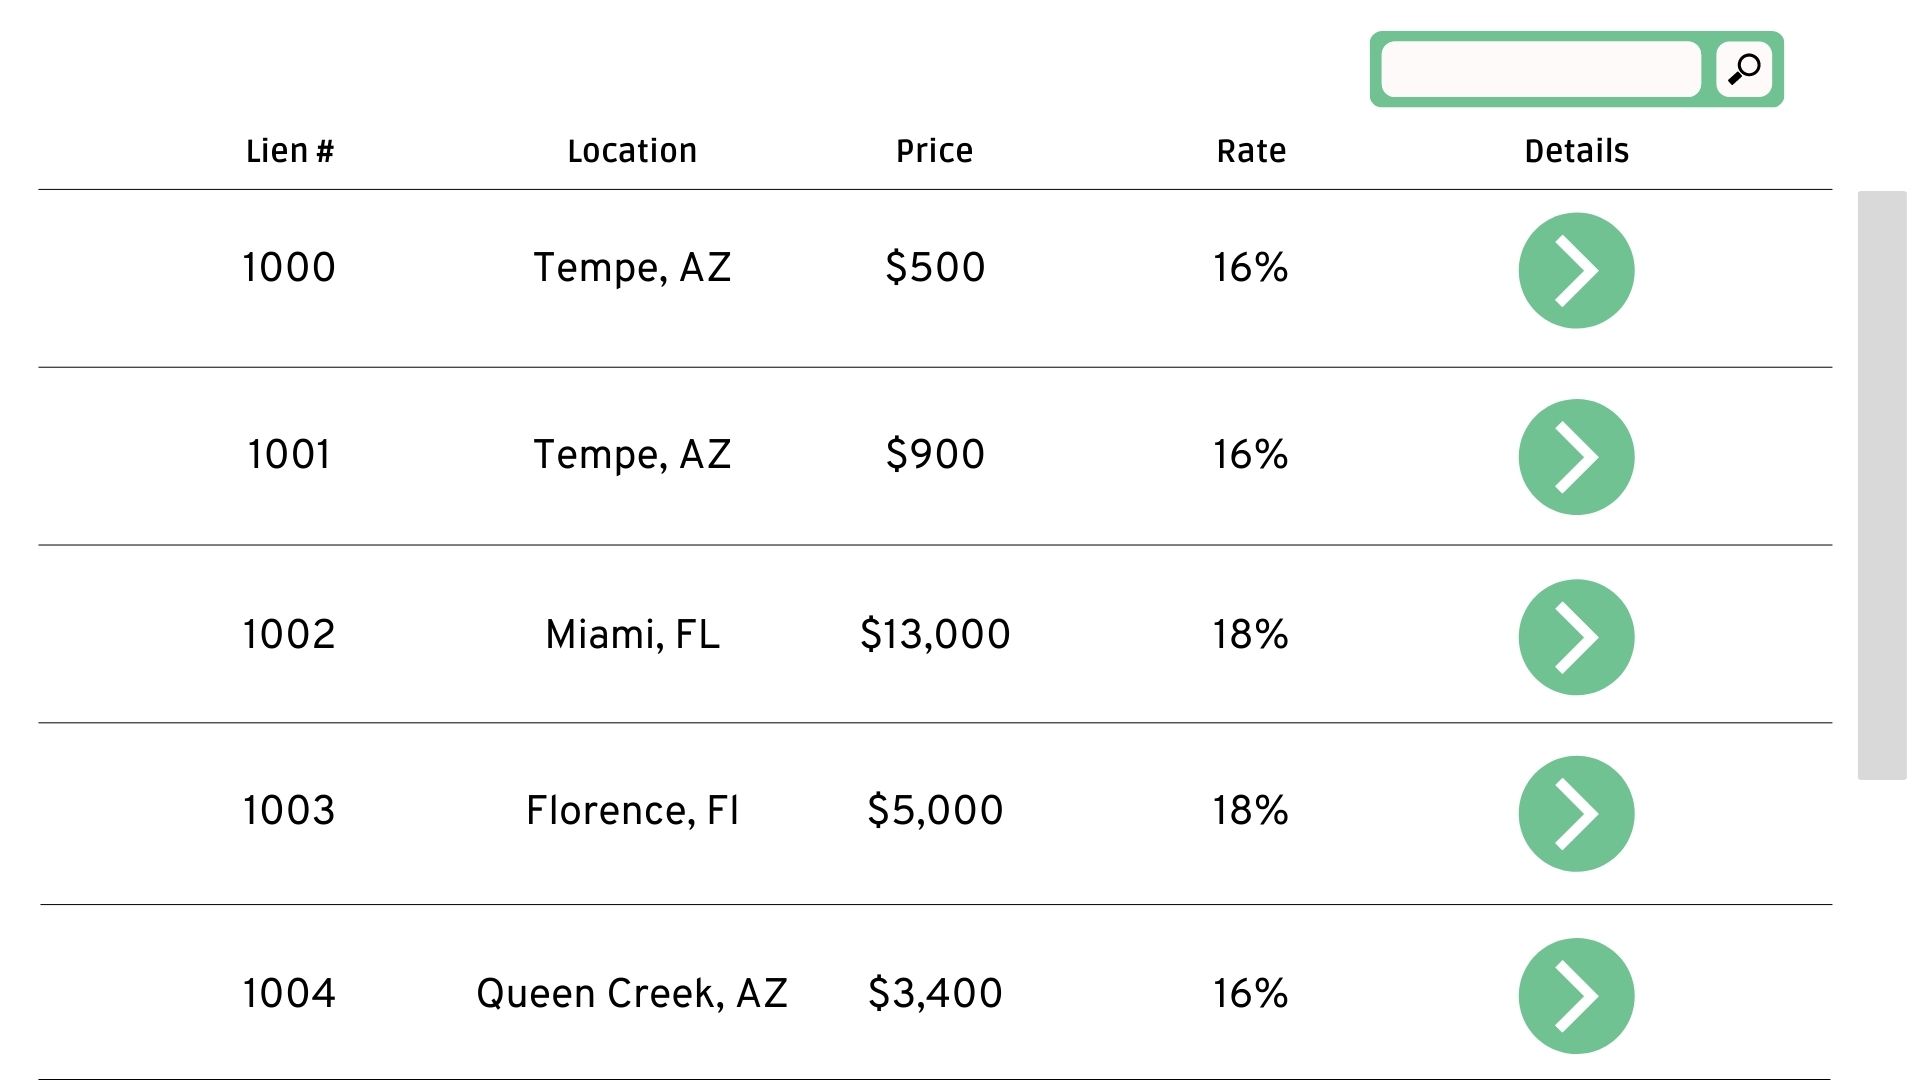 Lien # Location Price Rate Details
1000 Tempe, AZ $500 16%
1001 Tempe, AZ $900 16%
1002 Miami, FL $13,000 18%
1003 Florence, Fl $5,000 18%
1004 Queen Creek, AZ $3,400 16%